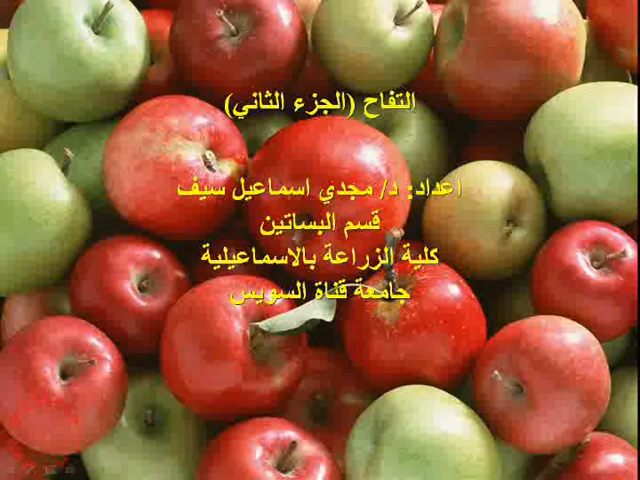 التفاح (الجزء الثاني)
اعداد: د/ مجدي اسماعيل سيف
قسم البساتين
كلية الزراعة بالاسماعيلية
جامعة قناة السويس